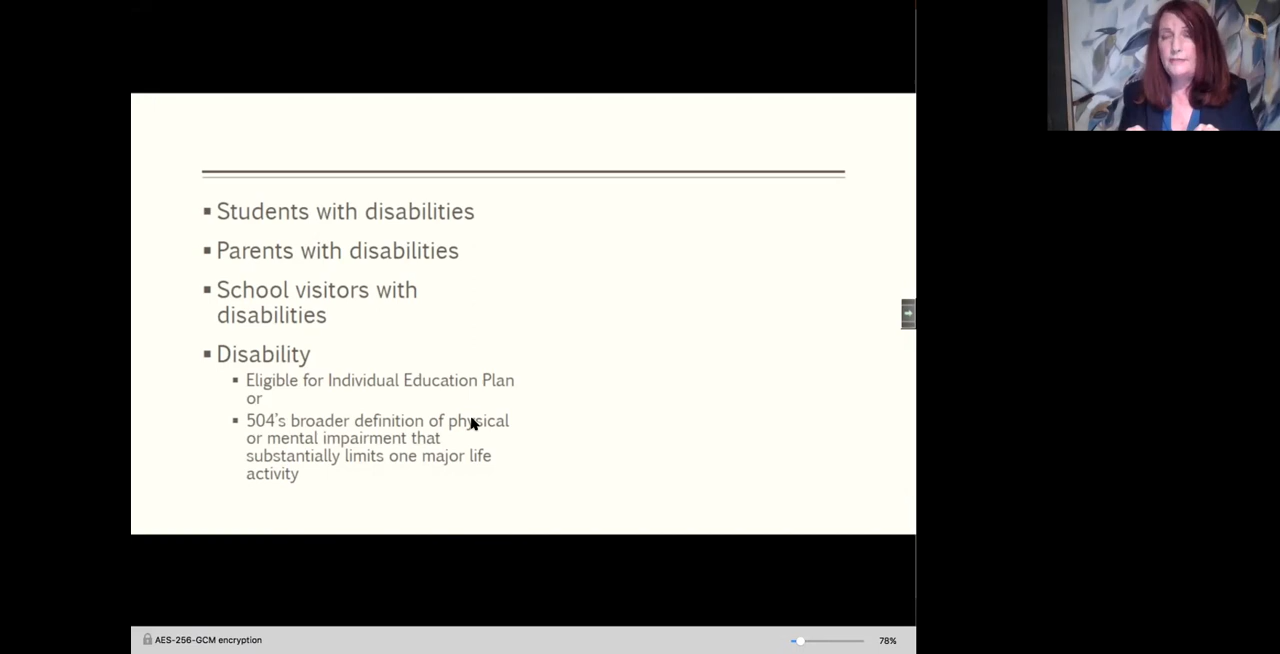 ▪ Students with disabilities
▪ Parents with disabilities
▪ School visitors with
disabilities
▪ Disability
▪ Eligible for Individual Education Plan
or
▪ 504's broader definition of physical
or mental impairment that
substantially limits one major life
activity
AES-256-GCM encryption
78%